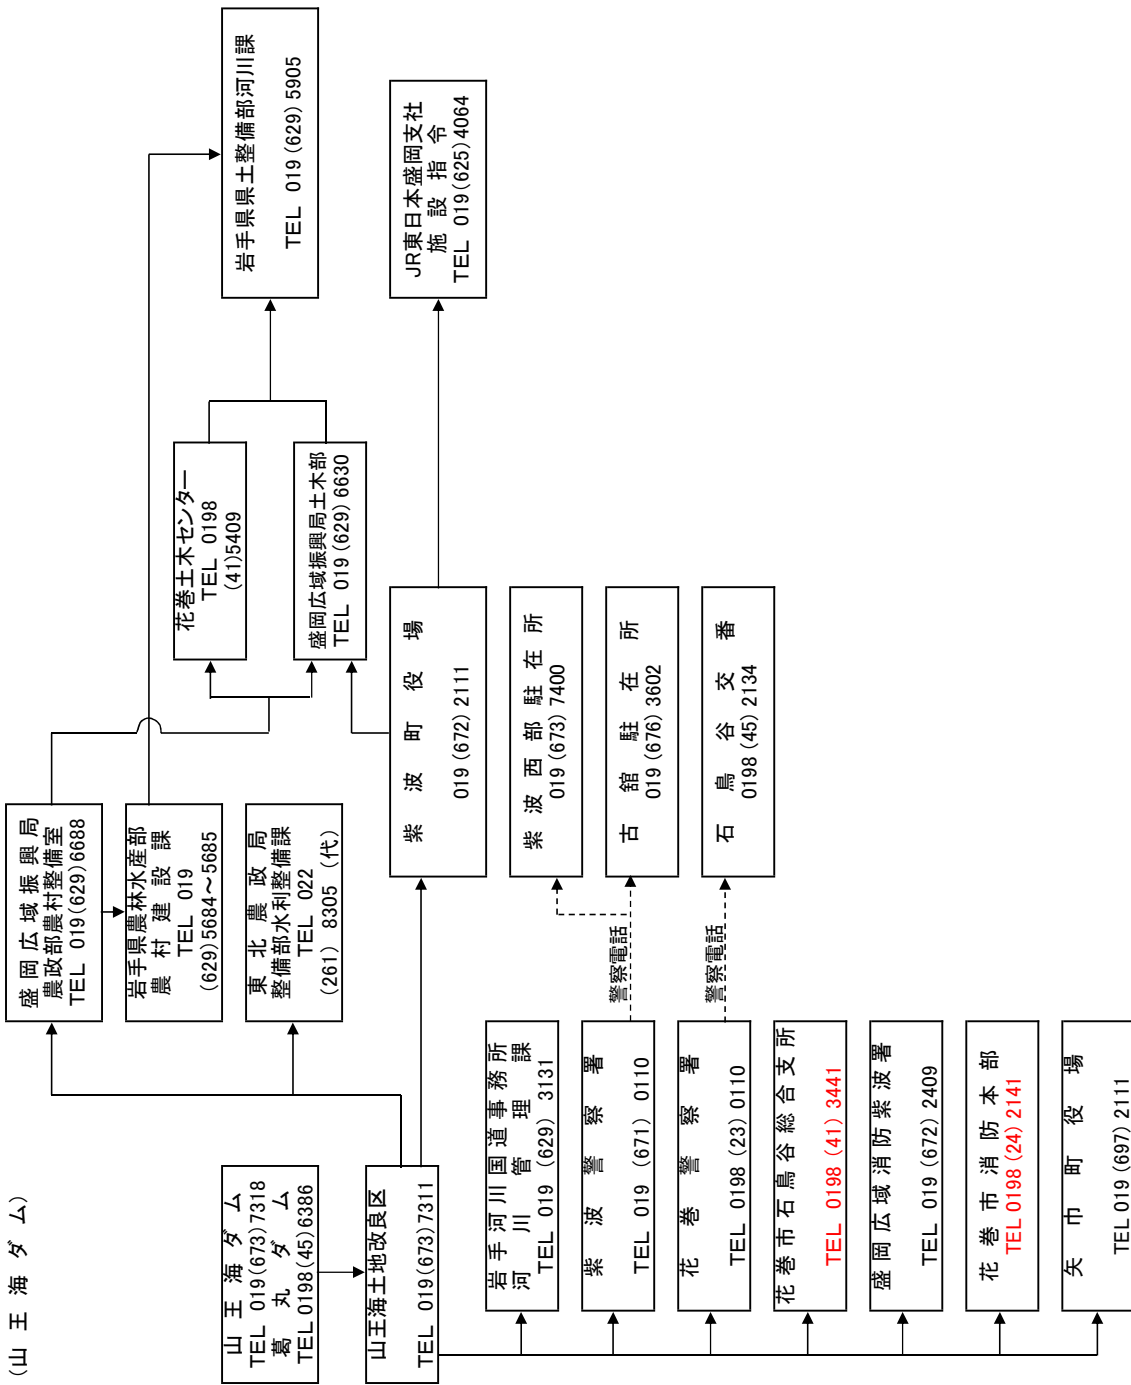 (山 王 海 ダ ム)
山 王 海 ダ ム
TEL 019(673)7318
葛 丸 ダ ム
TEL 0198(45)6386
山王海土地改良区
TEL 019(673)7311
盛 岡 広 域 振 興 局
農政部農村整備室
TEL 019(629)6688
岩手県農林水産部
農 村 建 設 課
TEL 019
(629)5684～5685
東 北 農 政 局
整備部水利整備課
TEL 022
(261) 8305 (代)
花巻土木センター
TEL 0198
(41)5409
盛岡広域振興局土木部
TEL 019(629)6630
岩手県県土整備部河川課
TEL 019(629)5905
紫 波 町 役 場
019(672)2111
JR東日本盛岡支社
施 設 指 令
TEL 019(625)4064
紫 波 西 部 駐 在 所
019(673)7400
古 舘 駐 在 所
019(676)3602
石 鳥 谷 交 番
0198(45)2134
岩 手 河 川 国 道 事 務 所
河 川 管 理 課
TEL 019 (629) 3131
紫 波 警 察 署
TEL 019 (671) 0110
警察電話
花 巻 警 察 署
TEL 0198 (23) 0110
警察電話
花 巻 市 石 鳥 谷 総 合 支 所
TEL 0198 (41) 3441
盛 岡 広 域 消 防 紫 波 署
TEL 019 (672) 2409
花 巻 市 消 防 本 部
TEL 0198 (24) 2141
矢 巾 町 役 場
TEL 019 (697) 2111